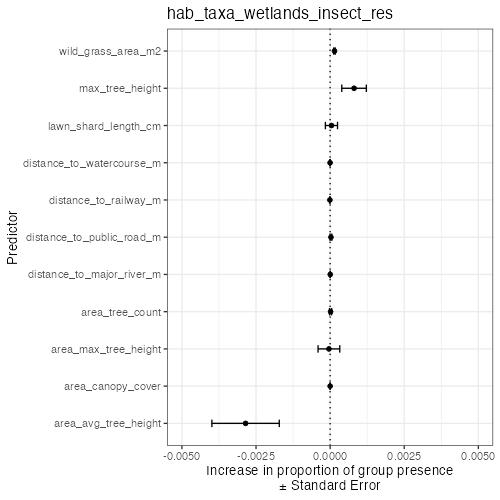 hab_taxa_wetlands_insect_res
wild_grass_area_m2
max_tree_height
lawn_shard_length_cm
distance_to_watercourse_m
distance_to_railway_m
distance_to_public_road_m
distance_to_major_river_m
area_tree_count
area_max_tree_height
area_canopy_cover
area_avg_tree_height
Predictor
-0.0050 -0.0025 0.0000 0.0025 0.0050
Increase in proportion of group presence
± Standard Error